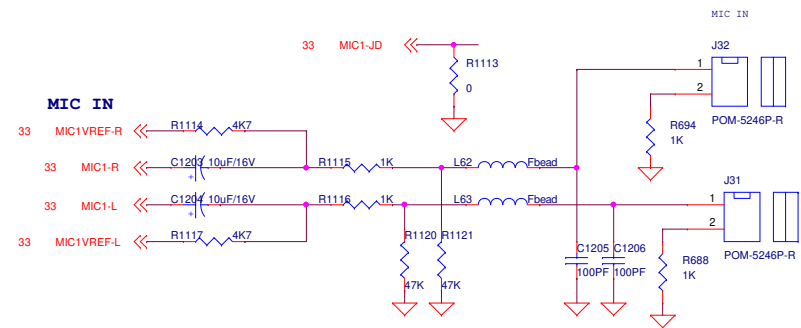 MIC IN
33 MIC1-JD
J32
R1113
0
1
2
MIC IN
R694
1K
POM-5246P-R
33 MIC1VREF-R
R1114 4K7
33 MIC1-R
C1203 10uF/16V
+
R1115 1K
L62 Fbead
J31
33 MIC1-L
C1204 10uF/16V
+
R1116 1K
L63 Fbead
1
2
33 MIC1VREF-L
R1117 4K7
R1120 R1121
47K 47K
C1205 C1206
100PF 100PF
R688
1K
POM-5246P-R